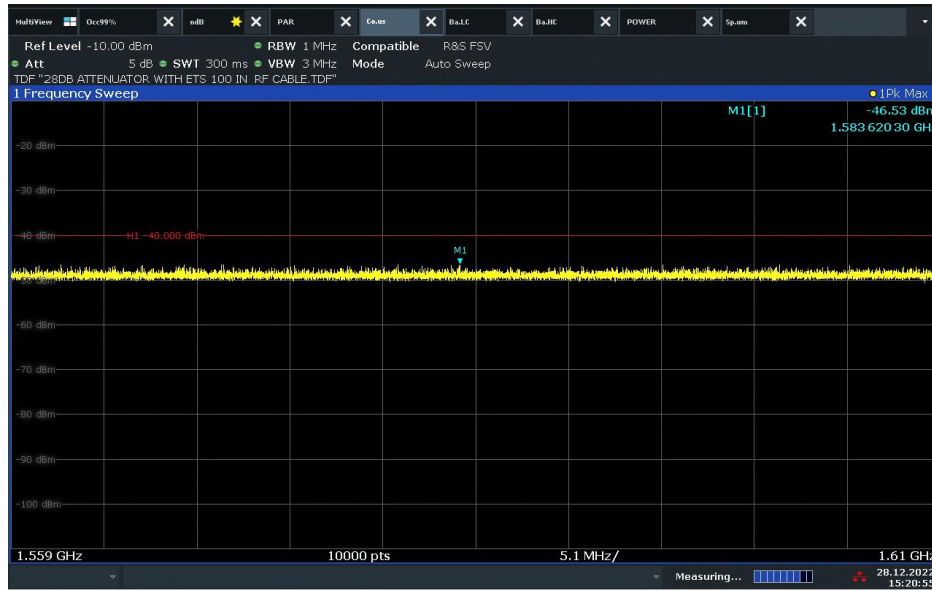 MultiView Occ99% ndB PAR Co.us Ba.LC Ba.HC POWER Sp.um
Ref Level -10.00 dBm RBW 1 MHz Compatible R&S FSV
Att 5 dB SWT 300 ms VBW 3 MHz Mode Auto Sweep
TDF "28DB ATTENUATOR WITH ETS 100 IN RF CABLE.TDF"
1 Frequency Sweep 1Pk Max
M1[1] -46.53 dBm
1.583 620 30 GH
-20 dBm
-30 dBm
-40 dBm H1 -40.000 dBm
M1
-50 dBm
-60 dBm
-70 dBm
-80 dBm
-90 dBm
-100 dBm
1.559 GHz 10000 pts 5.1 MHz/ 1.61 GHz
Measuring... 28.12.2022
15:20:55